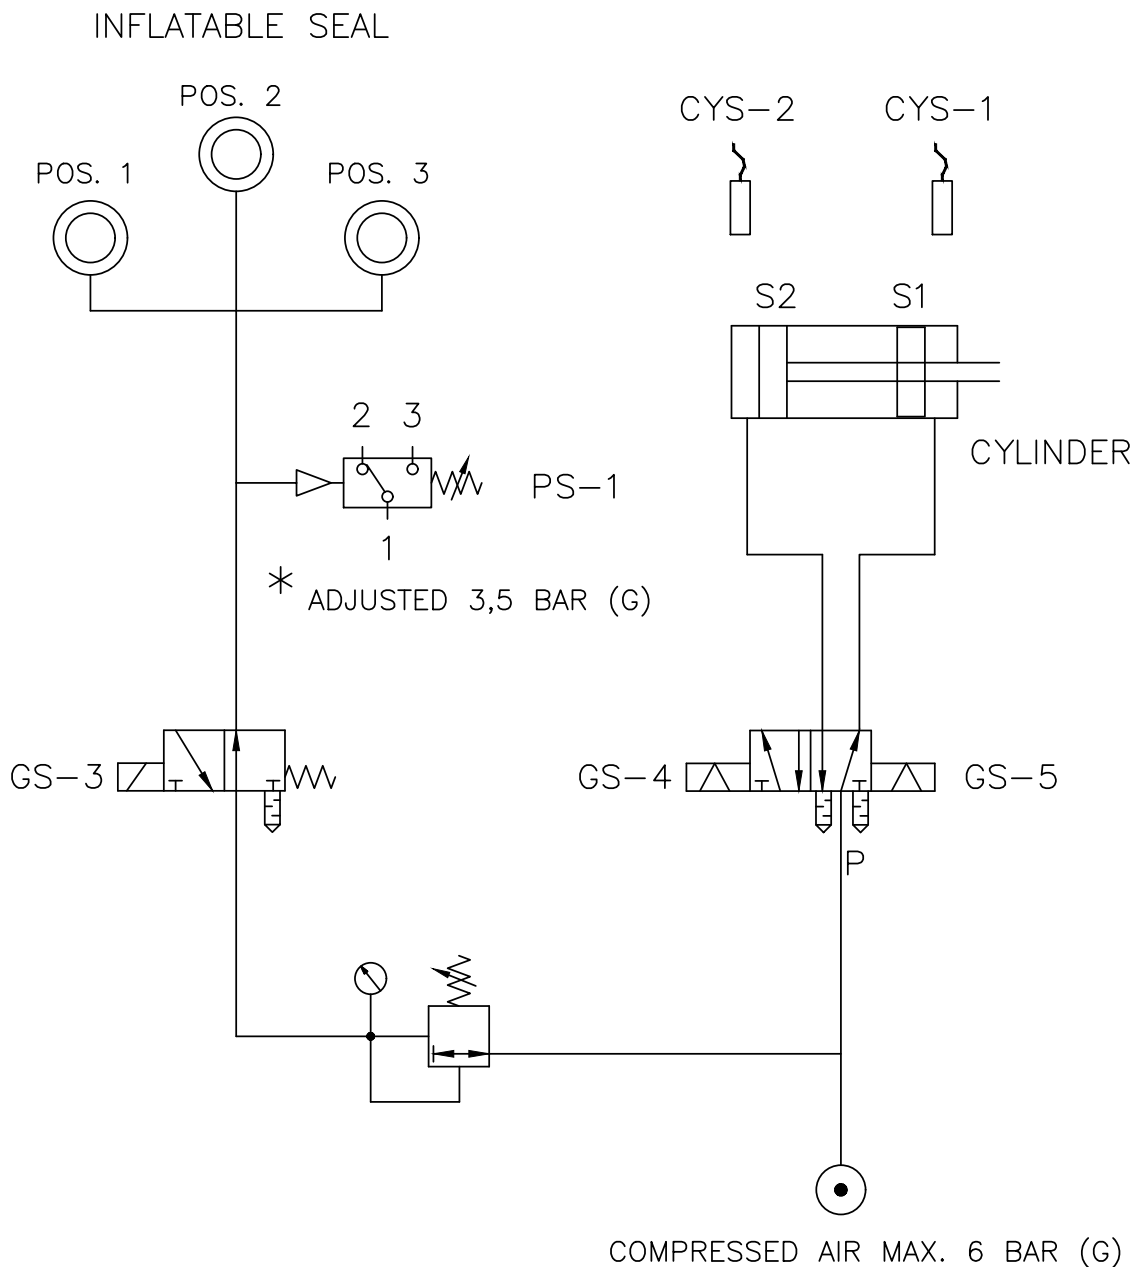 INFLATABLE SEAL
POS. 2
POS. 1
POS. 3
CYS-2
CYS-1
S2
S1
CYLINDER
2 3
PS-1
1
* ADJUSTED 3,5 BAR (G)
GS-3
GS-4
GS-5
P
COMPRESSED AIR MAX. 6 BAR (G)